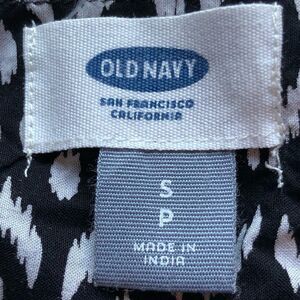 OLD NAVY
SAN FRANCISCO
CALIFORNIA
S
P
MADE IN
INDIA